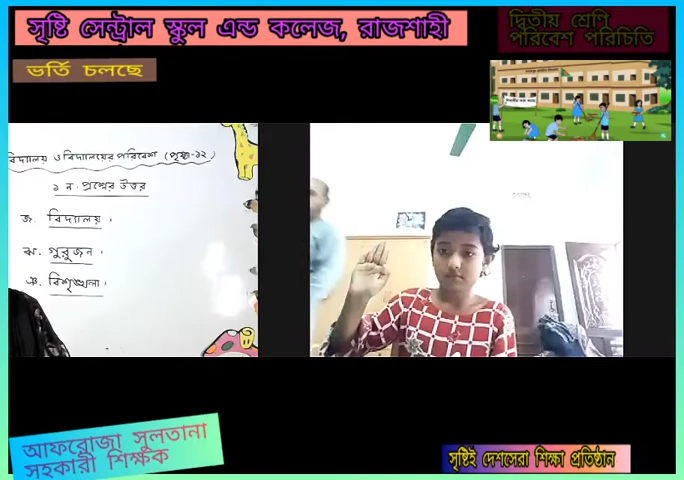 সৃষ্টি সেন্ট্রাল স্কুল এন্ড কলেজ, রাজশাহী
দ্বিতীয় শ্রেণি
পরিবেশ পরিচিতি
ভর্তি চলছে
বিদ্যালয় ও বিদ্যালয়ের পরিবেশ (পৃষ্ঠা-১২)
১ ন. প্রশ্নের উত্তর
জ. বিদ্যালয়।
ঝ. গুরুজন।
ঞ. বিশৃঙ্খলা।
আফরোজা সুলতানা
সহকারী শিক্ষক
সৃষ্টিই দেশসেরা শিক্ষা প্রতিষ্ঠান